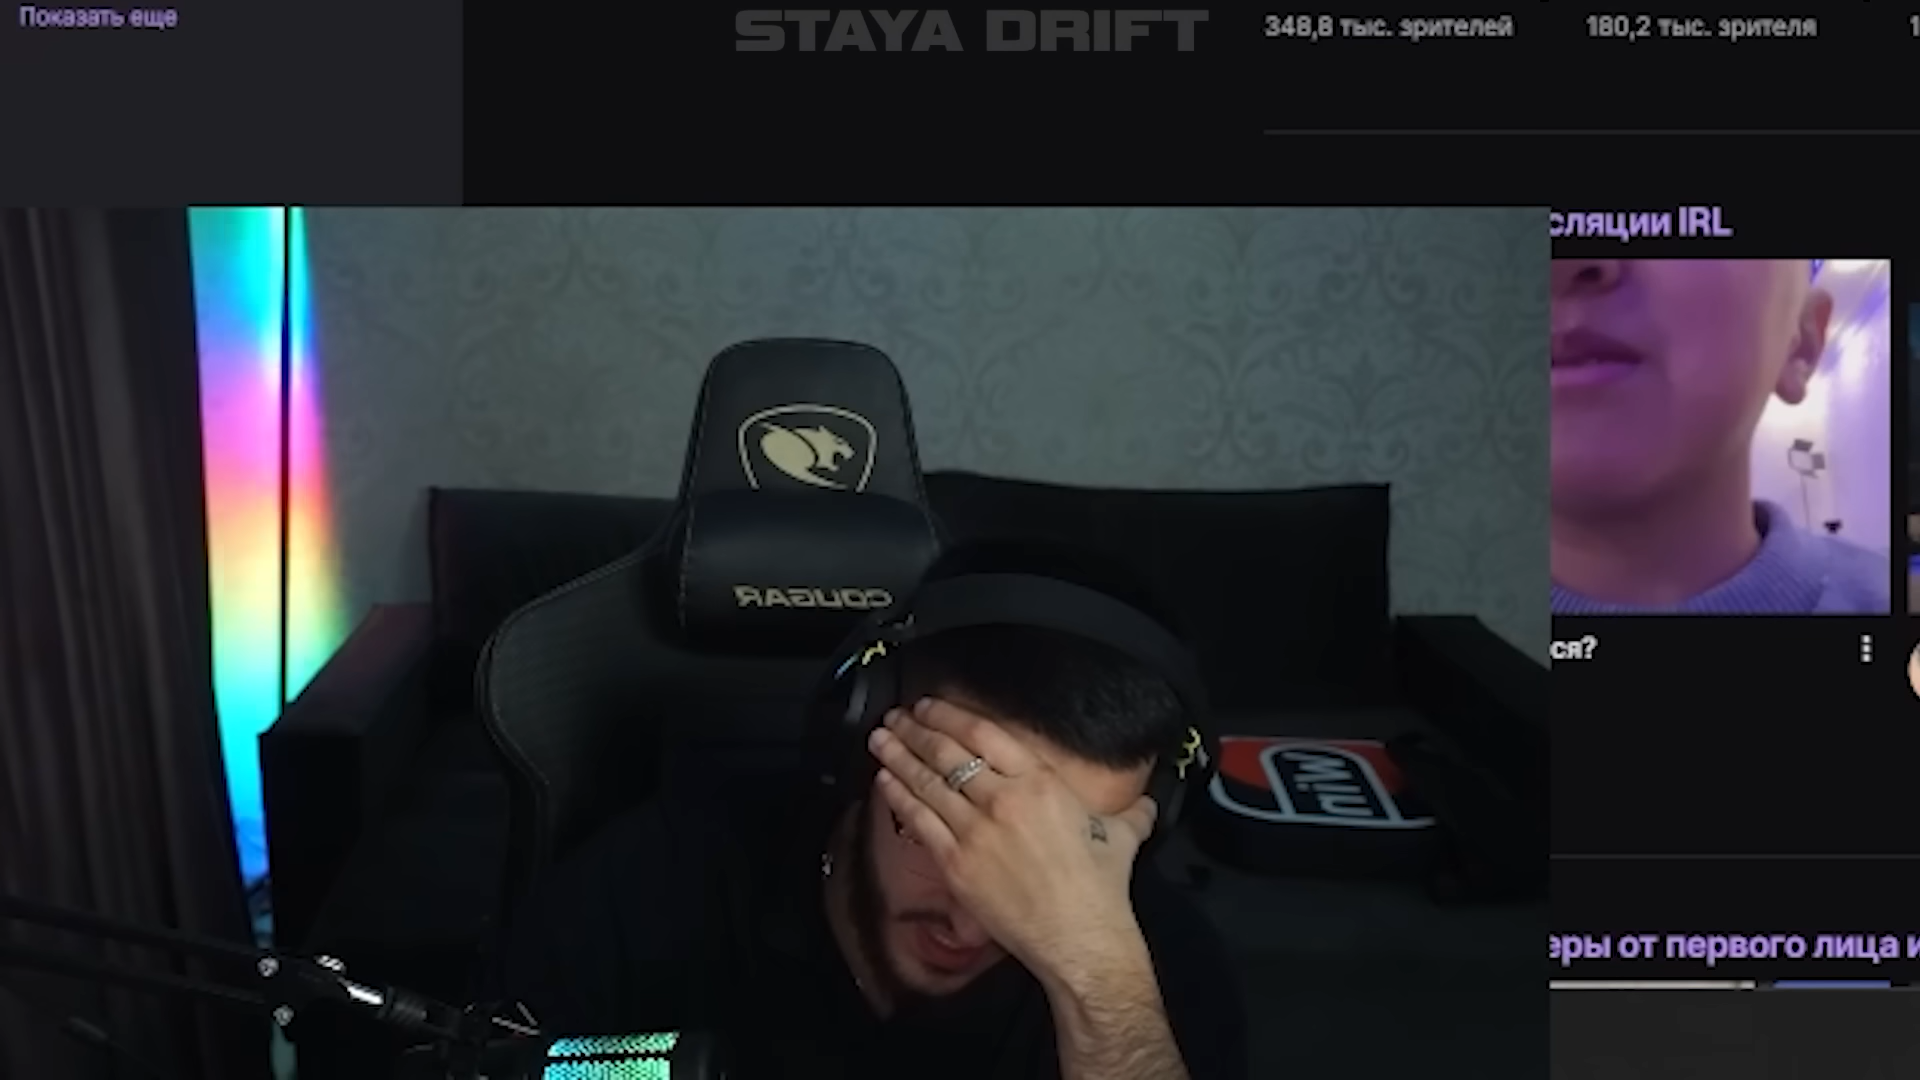 Показать еще
STAYA DRIFT
348,8 тыс. зрителей
180,2 тыс. зрителя
сляции IRL
COUGAR
Win
ся?
еры от первого лица и